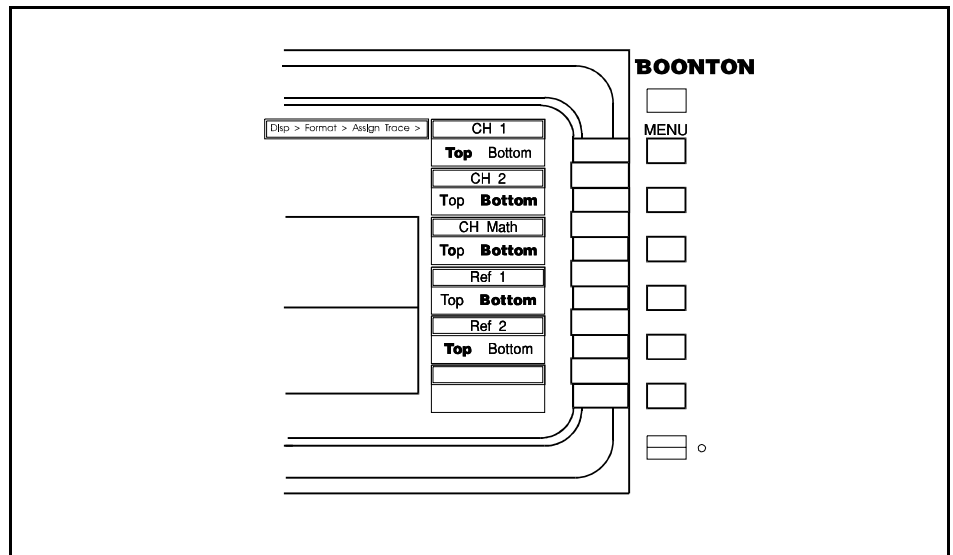 BOONTON
MENU
Disp > Format > Assign Trace >
CH 1
Top Bottom
CH 2
Top Bottom
CH Math
Top Bottom
Ref 1
Top Bottom
Ref 2
Top Bottom